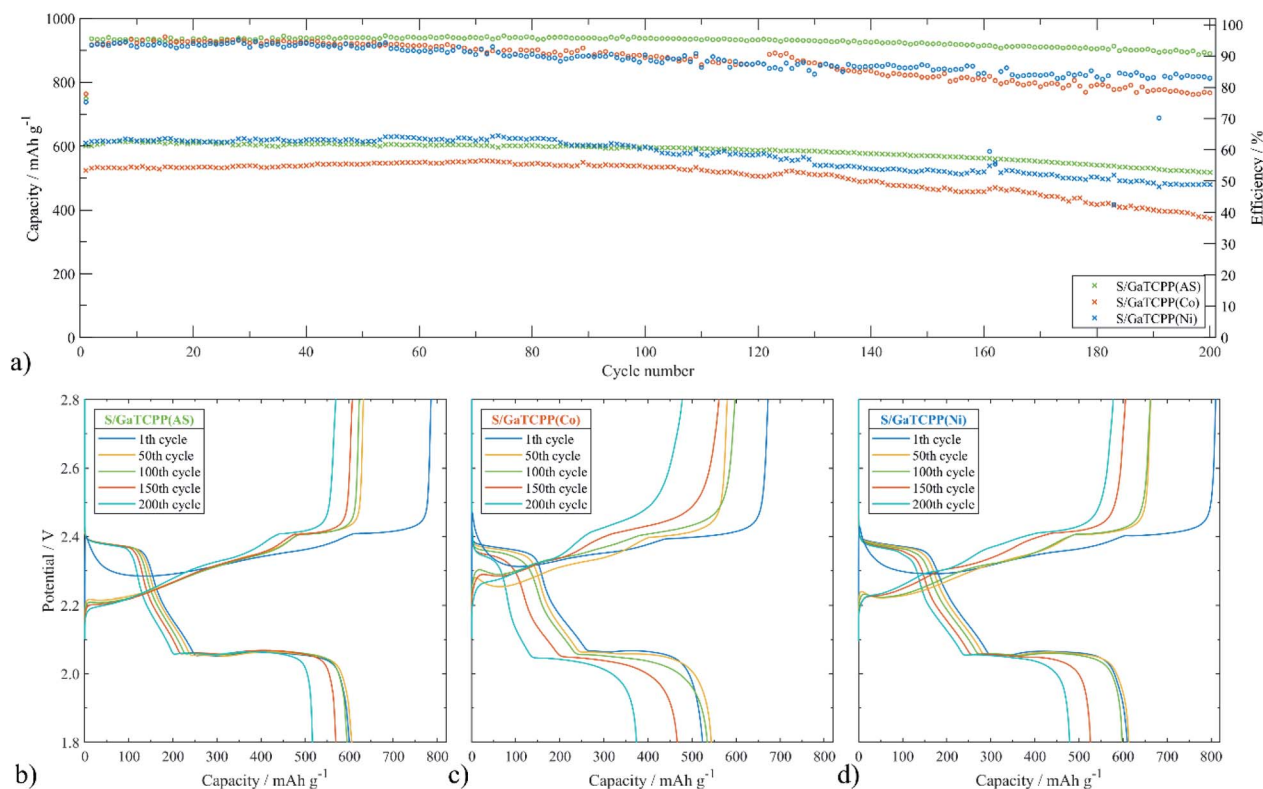 1000
800
600
400
200
0
Capacity / mAh g⁻¹
100
90
80
70
60
50
40
30
20
10
0
Efficiency / %
S/GaTCPP(AS)
S/GaTCPP(Co)
S/GaTCPP(Ni)
0 20 40 60 80 100 120 140 160 180 200
Cycle number
a)
2.8
2.6
2.4
2.2
2.0
1.8
Potential / V
S/GaTCPP(AS)
1th cycle
50th cycle
100th cycle
150th cycle
200th cycle
0 100 200 300 400 500 600 700 800
Capacity / mAh g⁻¹
b)
S/GaTCPP(Co)
1th cycle
50th cycle
100th cycle
150th cycle
200th cycle
0 100 200 300 400 500 600 700 800
Capacity / mAh g⁻¹
c)
S/GaTCPP(Ni)
1th cycle
50th cycle
100th cycle
150th cycle
200th cycle
0 100 200 300 400 500 600 700 800
Capacity / mAh g⁻¹
d)